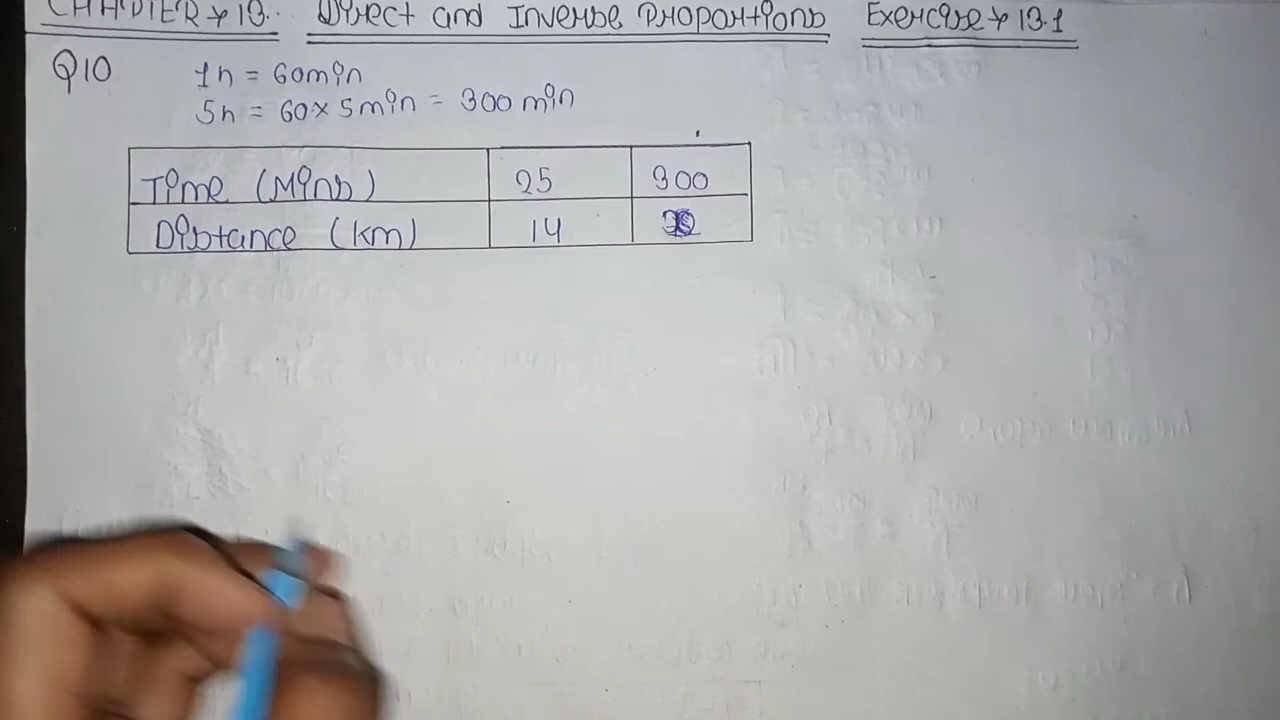 CHAPTER → 13. Direct and Inverse Proportions Exercise → 13.1
Q10 1h = 60min
5h = 60 × 5min = 300 min
Time (Mins) 25 300
Distance (km) 14